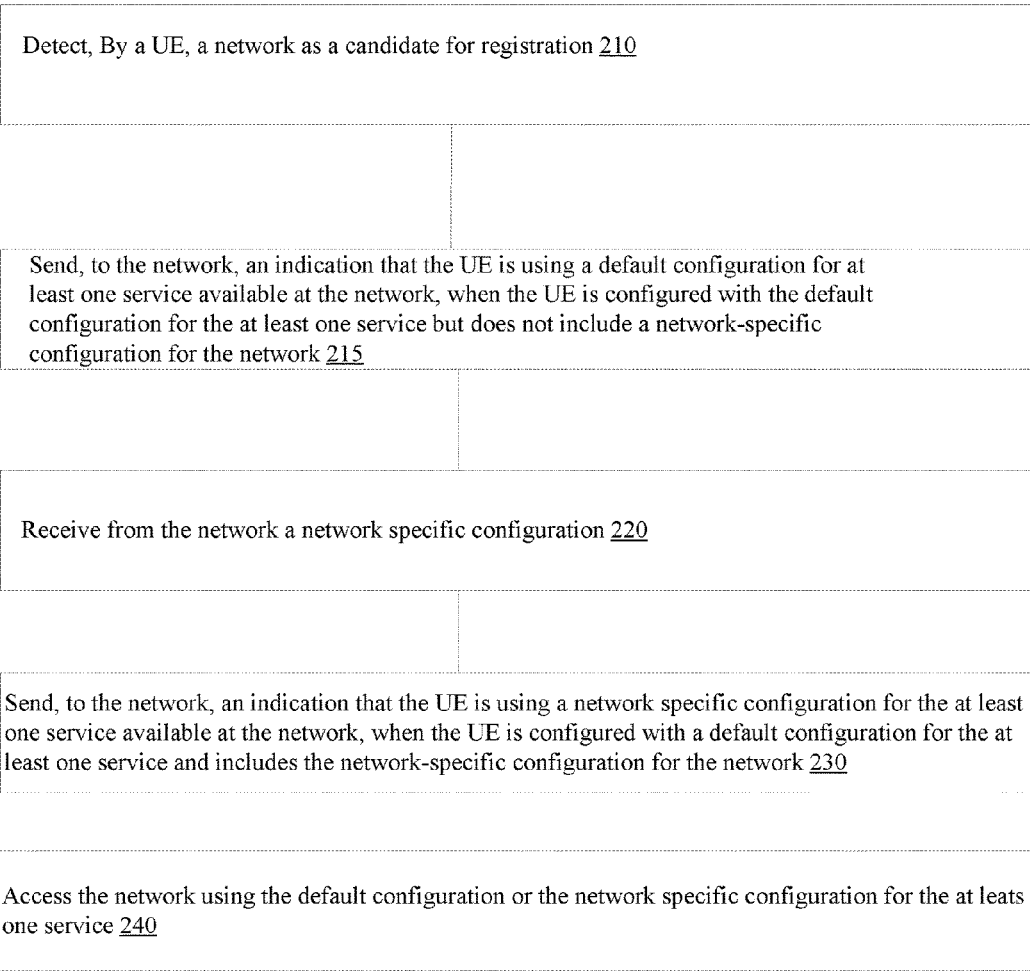 Detect, By a UE, a network as a candidate for registration 210
Send, to the network, an indication that the UE is using a default configuration for at
least one service available at the network, when the UE is configured with the default
configuration for the at least one service but does not include a network-specific
configuration for the network 215
Receive from the network a network specific configuration 220
Send, to the network, an indication that the UE is using a network specific configuration for the at least
one service available at the network, when the UE is configured with a default configuration for the at
least one service and includes the network-specific configuration for the network 230
Access the network using the default configuration or the network specific configuration for the at leats
one service 240